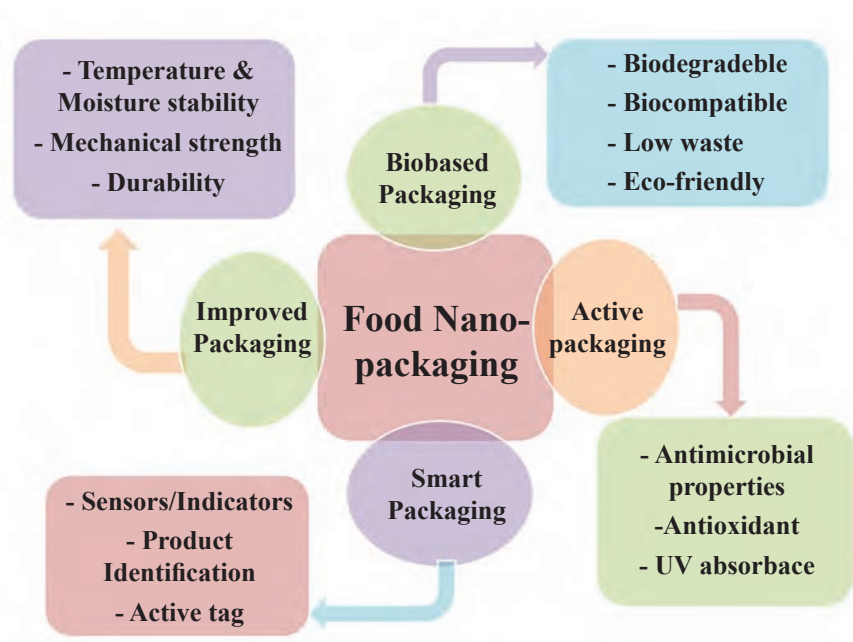 - Temperature &
Moisture stability
- Mechanical strength
- Durability
- Biodegradeble
- Biocompatible
- Low waste
- Eco-friendly
Biobased
Packaging
Improved
Packaging
Food Nano-
packaging
Active
packaging
Smart
Packaging
- Sensors/Indicators
- Product
Identification
- Active tag
- Antimicrobial
properties
-Antioxidant
- UV absorbace